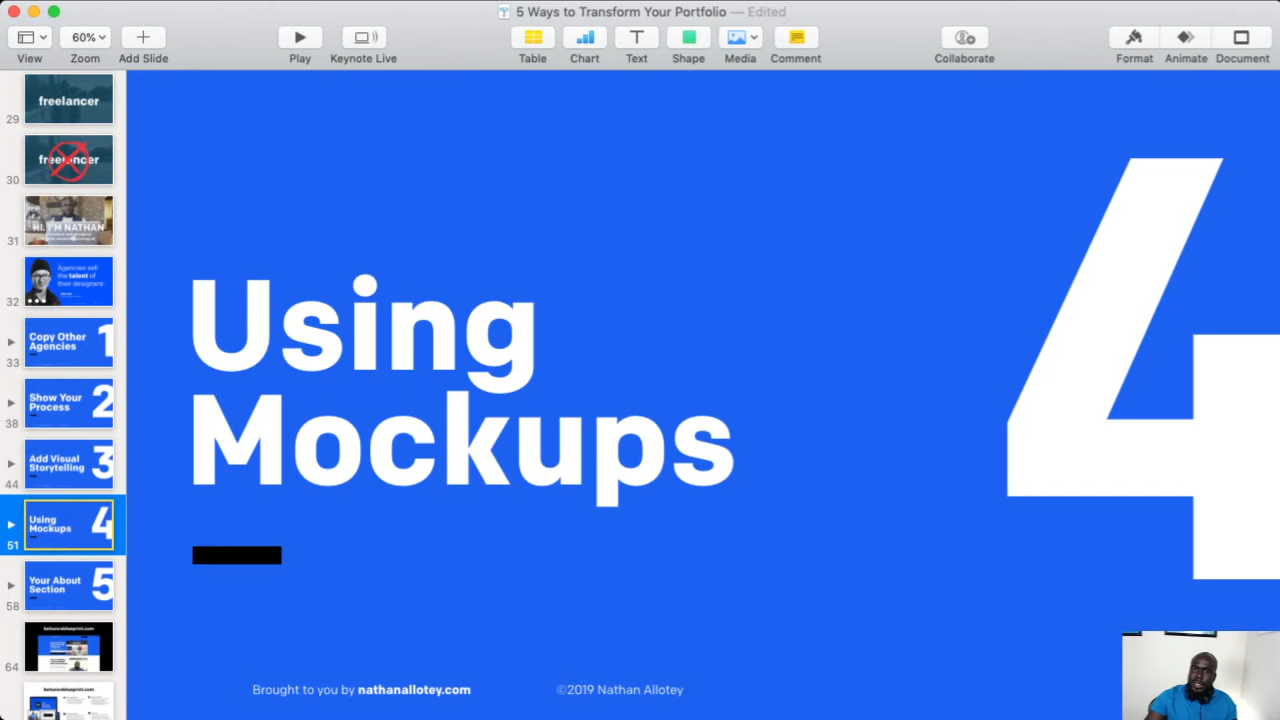 5 Ways to Transform Your Portfolio — Edited
60%
View
Zoom
Add Slide
Play
Keynote Live
Table
Chart
Text
Shape
Media
Comment
Collaborate
Format
Animate
Document
freelancer
29
freelancer
30
HI, I'M NATHAN
31
Agencies sell
the talent of
their designers
32
Copy Other
Agencies
1
33
Show Your
Process
2
38
Add Visual
Storytelling
3
44
Using
Mockups
4
51
Your About
Section
5
58
behanceblueprint.com
64
behanceblueprint.com
Using
Mockups
4
Brought to you by nathanallotey.com
©2019 Nathan Allotey